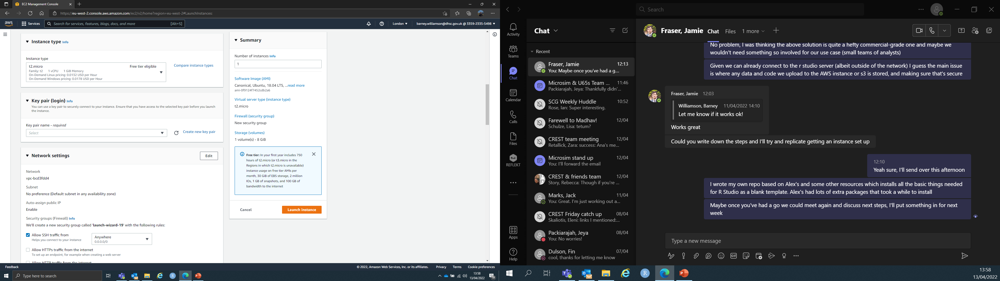 EC2 Management Console
https://eu-west-2.console.aws.amazon.com/ec2/v2/home?region=eu-west-2#LaunchInstances:
aws
Services
Search for services, features, blogs, docs, and more
[Alt+S]
London
barney.williamson@dhsc.gov.uk @ 3359-2335-5498
Instance type Info
Instance type
t2.micro
Free tier eligible
Family: t2 1 vCPU 1 GiB Memory
On-Demand Linux pricing: 0.0132 USD per Hour
On-Demand Windows pricing: 0.0178 USD per Hour
Compare instance types
Key pair (login) Info
You can use a key pair to securely connect to your instance. Ensure that you have access to the selected key pair before you launch
the instance.
Key pair name - required
Select
Create new key pair
Network settings
Edit
Network
vpc-bcd3fdd4
Subnet
No preference (Default subnet in any availability zone)
Auto-assign public IP
Enable
Security groups (Firewall) Info
We'll create a new security group called 'launch-wizard-19' with the following rules:
Allow SSH traffic from
Helps you connect to your instance
Anywhere
0.0.0.0/0
Allow HTTPs traffic from the internet
To set up an endpoint, for example when creating a web server
Allow HTTP traffic from the internet
Summary
Number of instances Info
1
Software Image (AMI)
Canonical, Ubuntu, 18.04 LTS, ...read more
ami-0f9124f7452cdb2a6
Virtual server type (instance type)
t2.micro
Firewall (security group)
New security group
Storage (volumes)
1 volume(s) - 8 GiB
Free tier: In your first year includes 750
hours of t2.micro (or t3.micro in the
Regions in which t2.micro is unavailable)
instance usage on free tier AMIs per
month, 30 GiB of EBS storage, 2 million
IOs, 1 GB of snapshots, and 100 GB of
bandwidth to the internet
Cancel
Launch instance
Feedback
© 2022, Amazon Web Services, Inc. or its affiliates.
Privacy
Terms
Cookie preferences
Type here to search
13:58
13/04/2022
19
Search
Activity
Teams
Chat
Calendar
Calls
Files
REFLEKT
Apps
Help
Chat
Recent
Fraser, Jamie 12:13
You: Maybe once you've had a g...
Microsim & U65s Team ... 11:46
Packiarajah, Jeya: Thankfully didn'...
SCG Weekly Huddle 10:52
Rose, Ian: Super interesting.
Farewell to Madhav! 12/04
Schulze, Lisa: tetum?
CREST team meeting 12/04
Retallick, Zara: success: Ana's me...
Microsim stand up 12/04
You: I'll forward the email
CREST & friends team 12/04
Story, Rebecca: Though if you're ...
Marks, Jack 11/04
You: Great. I'm just working out a...
CREST Friday catch up 08/04
Skaliotis, Eleni: links I mentioned:...
Packiarajah, Jeya 08/04
You: No worries!
Dulson, Fin 07/04
cool, thanks for letting me know
Fraser, Jamie Chat Files 1 more
No problem, I was thinking the above solution is quite a hefty commercial-grade one and maybe we
wouldn't need something so involved for our use case (small teams of analysts)
Given we can already connect to the r studio server (albeit outside of the network) I guess the main issue
is where any data and code we upload to the AWS instance or s3 is stored, and making sure that's secure
Fraser, Jamie 12:03
Williamson, Barney 11/04/2022 14:10
Let me know if it works ok!
Works great
Could you write down the steps and I'll try and replicate getting an instance set up
12:10
Yeah sure, I'll send over this afternoon
I wrote my own repo based on Alex's and some other resources which installs all the basic things needed
for R Studio as a blank template. Alex's had lots of extra packages that took a while to install
Maybe once you've had a go we could meet again and discuss next steps, I'll put something in for next
week
Type a new message
GIF
13:58
13/04/2022